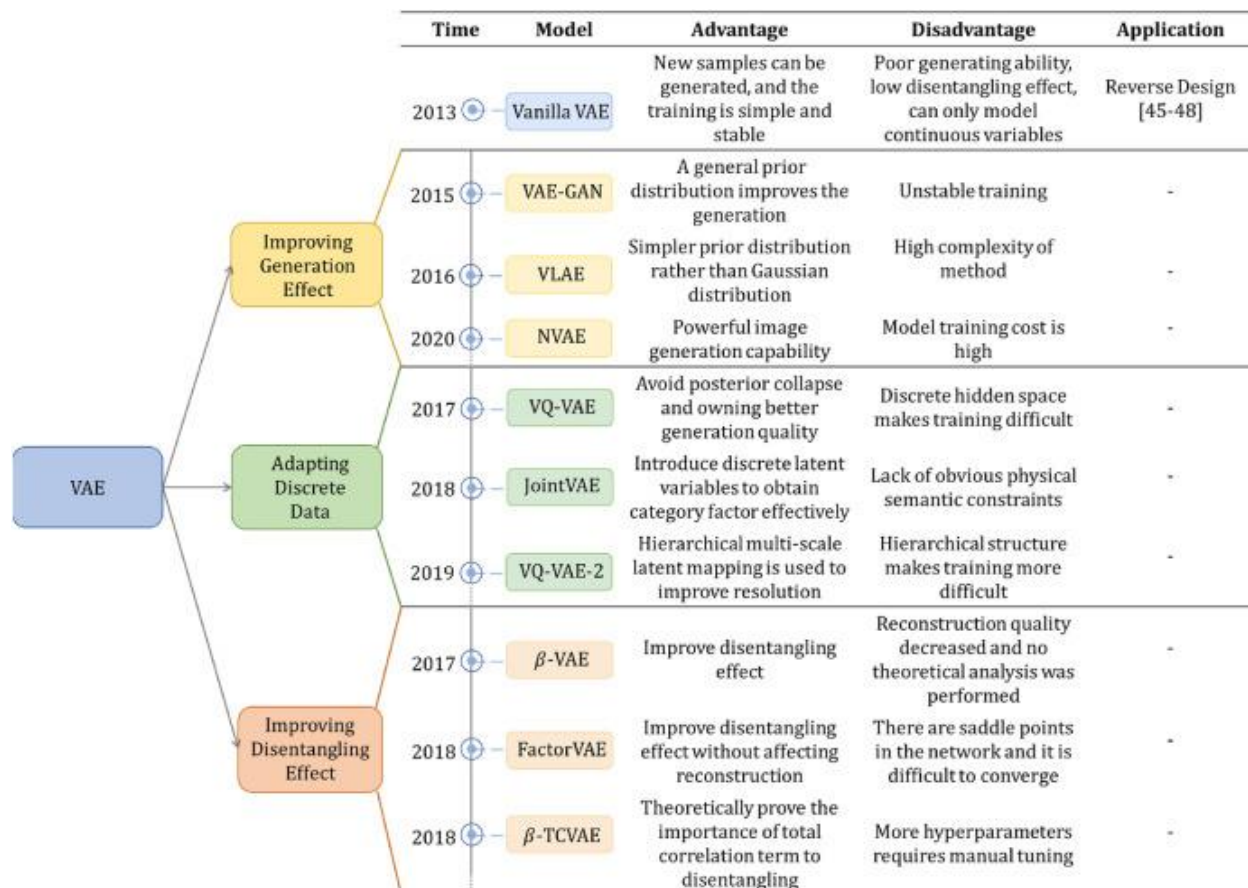 Time Model Advantage Disadvantage Application
2013
Vanilla VAE
New samples can be
generated, and the
training is simple and
stable
Poor generating ability,
low disentangling effect,
can only model
continuous variables
Reverse Design
[45-48]
VAE
Improving
Generation
Effect
2015
VAE-GAN
A general prior
distribution improves the
generation
Unstable training
-
2016
VLAE
Simpler prior distribution
rather than Gaussian
distribution
High complexity of
method
-
2020
NVAE
Powerful image
generation capability
Model training cost is
high
-
Adapting
Discrete
Data
2017
VQ-VAE
Avoid posterior collapse
and owning better
generation quality
Discrete hidden space
makes training difficult
-
2018
JointVAE
Introduce discrete latent
variables to obtain
category factor effectively
Lack of obvious physical
semantic constraints
-
2019
VQ-VAE-2
Hierarchical multi-scale
latent mapping is used to
improve resolution
Hierarchical structure
makes training more
difficult
-
Improving
Disentangling
Effect
2017
β-VAE
Improve disentangling
effect
Reconstruction quality
decreased and no
theoretical analysis was
performed
-
2018
FactorVAE
Improve disentangling
effect without affecting
reconstruction
There are saddle points
in the network and it is
difficult to converge
-
2018
β-TCVAE
Theoretically prove the
importance of total
correlation term to
disentangling
More hyperparameters
requires manual tuning
-